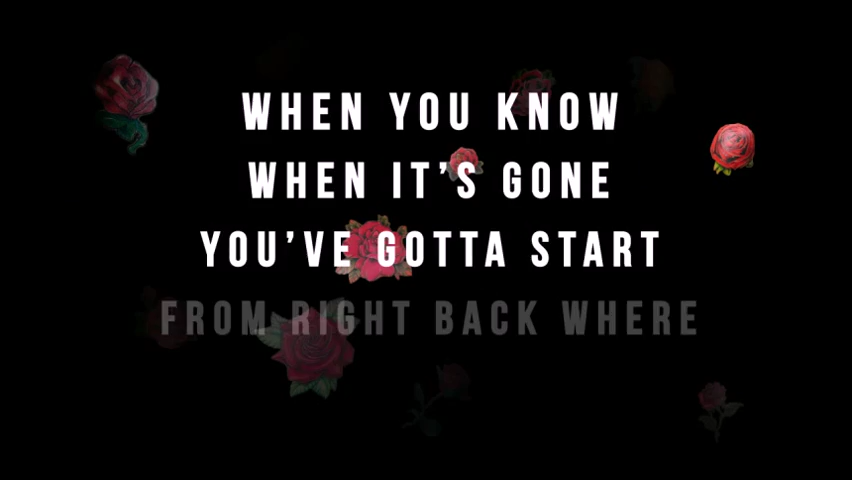 WHEN YOU KNOW
WHEN IT'S GONE
YOU'VE GOTTA START
FROM RIGHT BACK WHERE